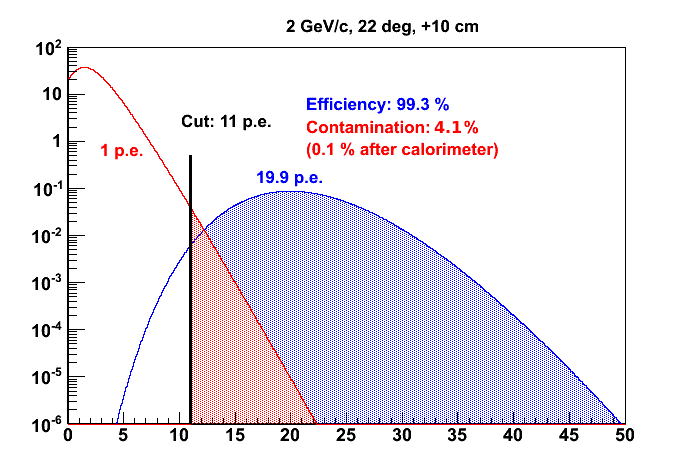 2 GeV/c, 22 deg, +10 cm
10²
10
1
10⁻¹
10⁻²
10⁻³
10⁻⁴
10⁻⁵
10⁻⁶
Cut: 11 p.e.
1 p.e.
Efficiency: 99.3 %
Contamination: 4.1%
(0.1 % after calorimeter)
19.9 p.e.
0 5 10 15 20 25 30 35 40 45 50